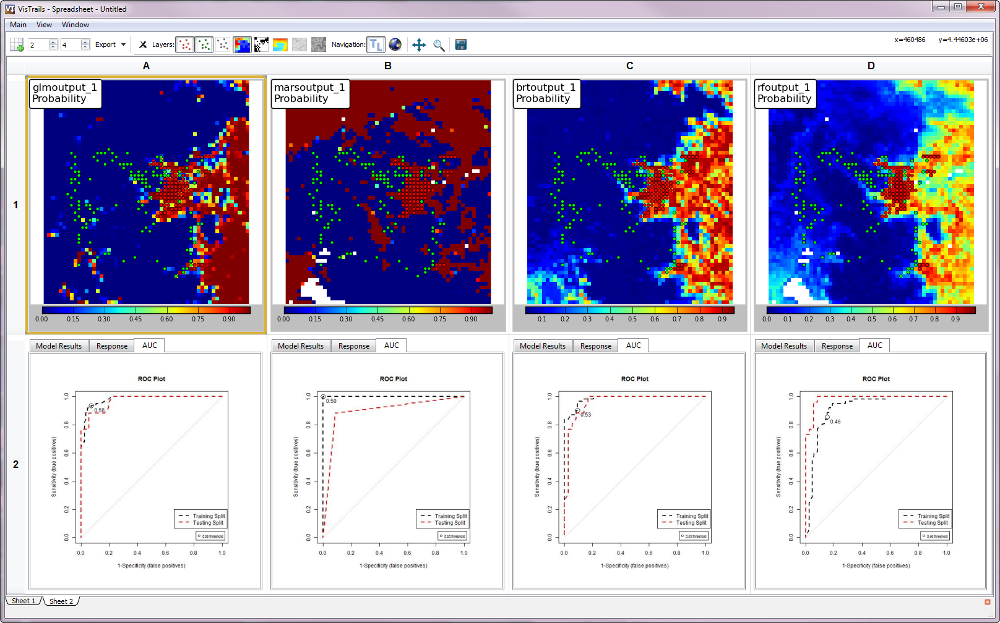 VisTrails - Spreadsheet - Untitled
Main View Window
2 4 Export Layers: Navigation: TL x=460486 y=4.44603e+06
A B C D
1
glmoutput_1
Probability
0.00 0.15 0.30 0.45 0.60 0.75 0.90
marsoutput_1
Probability
0.00 0.15 0.30 0.45 0.60 0.75 0.90
brtoutput_1
Probability
0.1 0.2 0.3 0.4 0.5 0.6 0.7 0.8 0.9
rfoutput_1
Probability
0.0 0.1 0.2 0.3 0.4 0.5 0.6 0.7 0.8 0.9
2
Model Results Response AUC
ROC Plot
Sensitivity (true positives)
0.0 0.2 0.4 0.6 0.8 1.0
0.56
Training Split
Testing Split
0.56 threshold
0.0 0.2 0.4 0.6 0.8 1.0
1-Specificity (false positives)
Model Results Response AUC
ROC Plot
Sensitivity (true positives)
0.0 0.2 0.4 0.6 0.8 1.0
0.50
Training Split
Testing Split
0.50 threshold
0.0 0.2 0.4 0.6 0.8 1.0
1-Specificity (false positives)
Model Results Response AUC
ROC Plot
Sensitivity (true positives)
0.0 0.2 0.4 0.6 0.8 1.0
0.53
Training Split
Testing Split
0.53 threshold
0.0 0.2 0.4 0.6 0.8 1.0
1-Specificity (false positives)
Model Results Response AUC
ROC Plot
Sensitivity (true positives)
0.0 0.2 0.4 0.6 0.8 1.0
0.46
Training Split
Testing Split
0.46 threshold
0.0 0.2 0.4 0.6 0.8 1.0
1-Specificity (false positives)
Sheet 1 Sheet 2